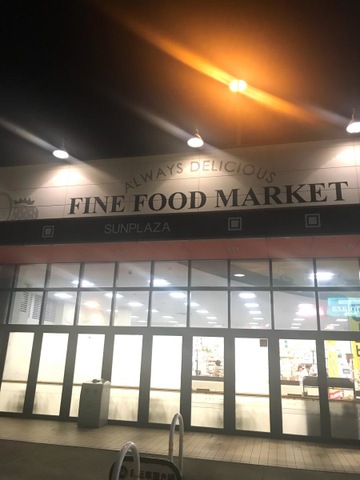 ALWAYS DELICIOUS
FINE FOOD MARKET
SUNPLAZA